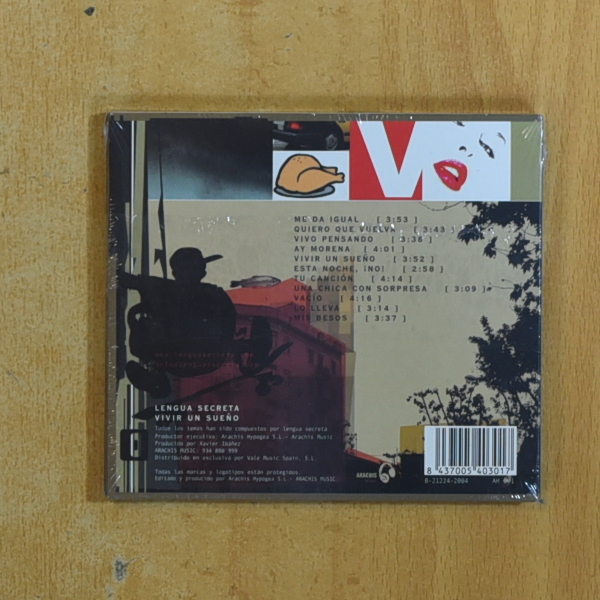 V
ME DA IGUAL [ 3:53 ]
QUIERO QUE VUELVA [ 3:43 ]
VIVO PENSANDO [ 3:36 ]
AY MORENA [ 4:01 ]
VIVIR UN SUEÑO [ 3:52 ]
ESTA NOCHE, ¡NO! [ 2:58 ]
TU CANCIÓN [ 4:14 ]
UNA CHICA CON SORPRESA [ 3:09 ]
VACÍO [ 4:16 ]
LO LLEVA [ 3:14 ]
MIS BESOS [ 3:37 ]
LENGUA SECRETA
VIVIR UN SUEÑO
Todos los temas han sido compuestos por lengua secreta
Productor ejecutivo: Arachis Hypogea S.L - Arachis Music
Producido por Xavier Ibáñez
ARACHIS MUSIC: 934 080 999
Distribuido en exclusiva por Vale Music Spain. S.L.
Todas las marcas y logotipos están protegidos.
Editado y producido por Arachis Hypogea S.L - ARACHIS MUSIC
ARACHIS
8 437005 403017
B-21224-2004 AH